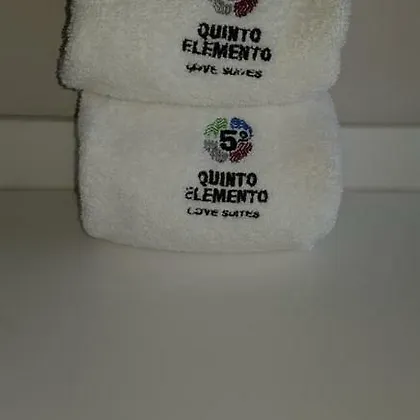 QUINTO
ELEMENTO
LOVE SUITES
5º
QUINTO
ELEMENTO
LOVE SUITES